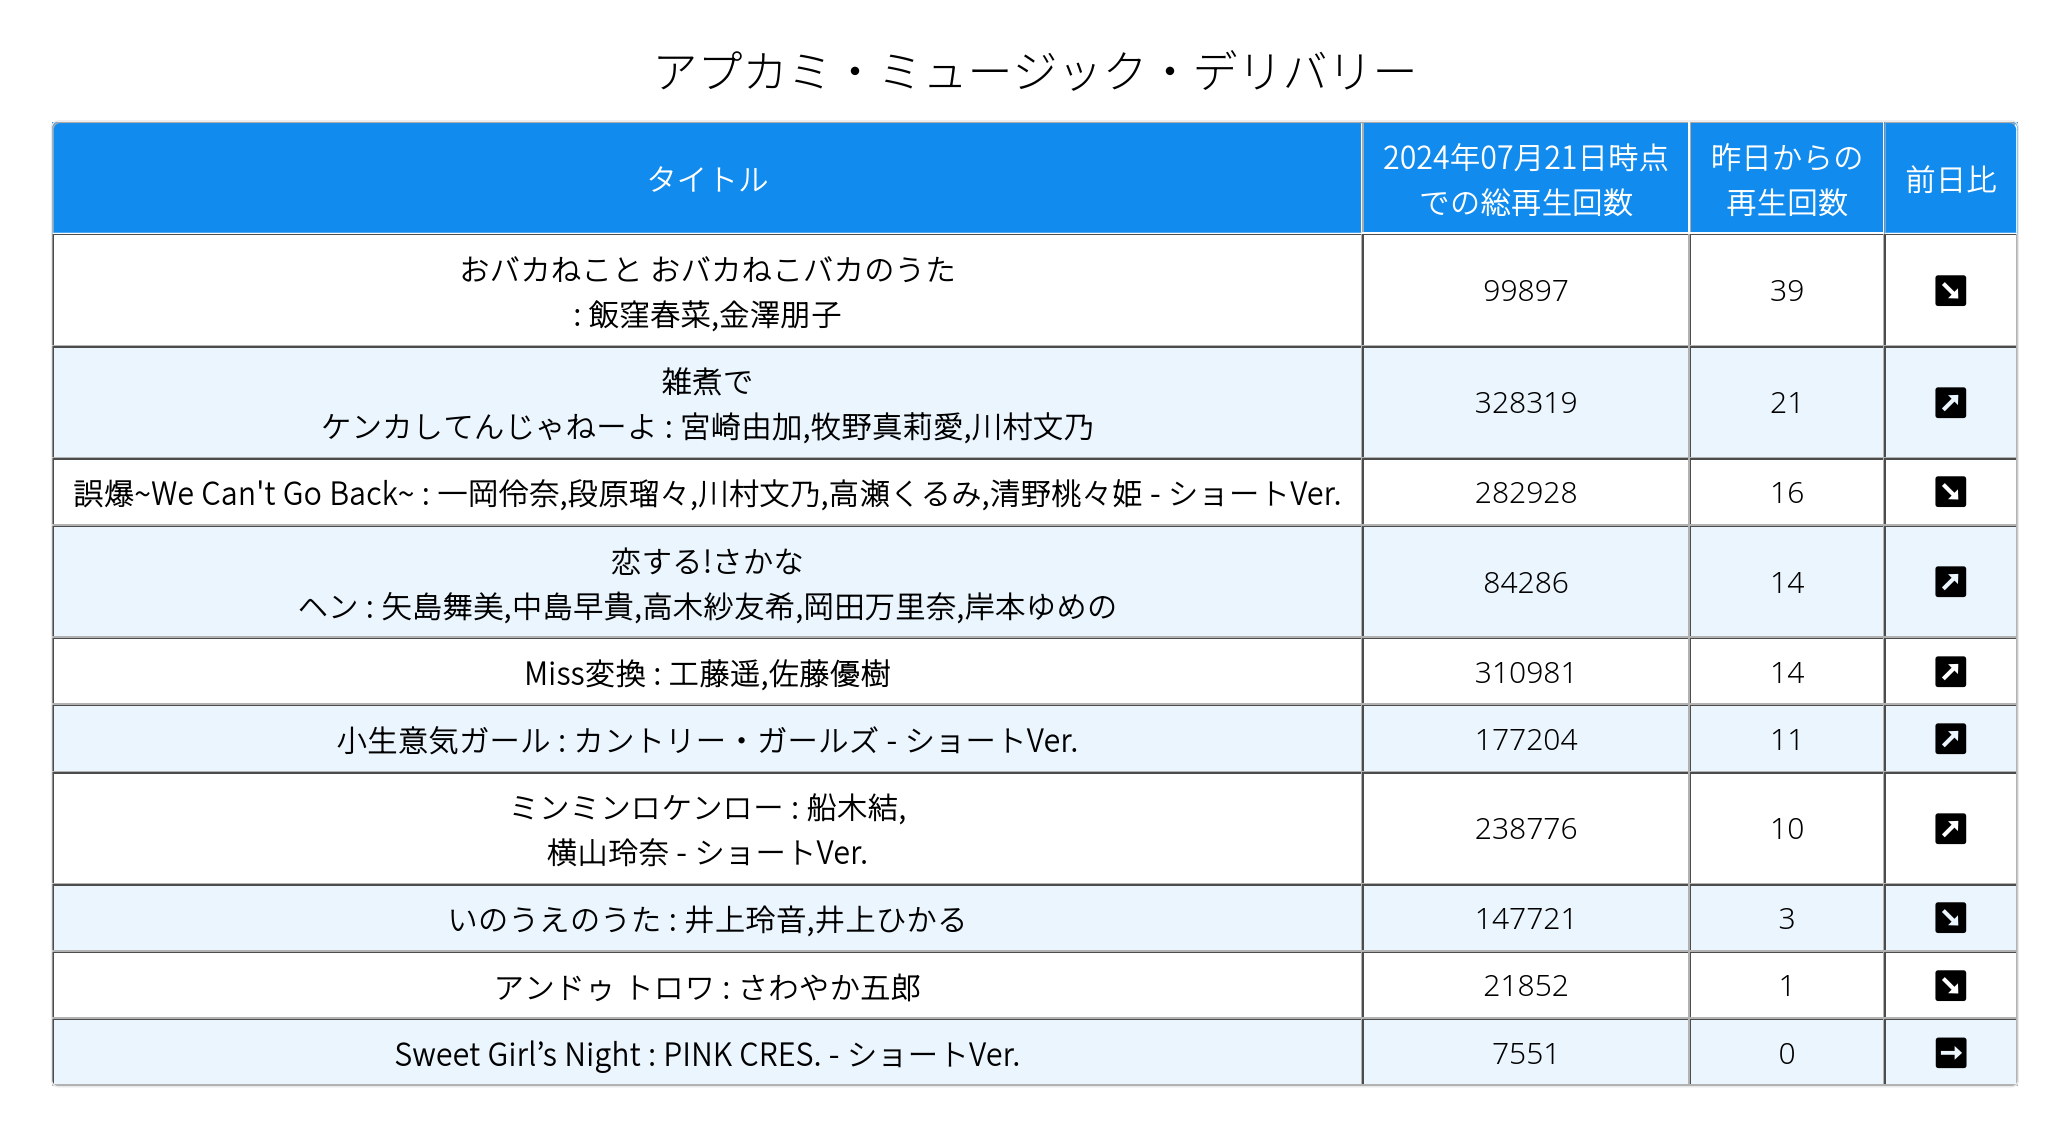 アプカミ・ミュージック・デリバリー
タイトル
2024年07月21日時点
での総再生回数
昨日からの
再生回数
前日比
おバカねこと おバカねこバカのうた
: 飯窪春菜,金澤朋子
99897
39
雑煮で
ケンカしてんじゃねーよ : 宮崎由加,牧野真莉愛,川村文乃
328319
21
誤爆~We Can't Go Back~ : 一岡伶奈,段原瑠々,川村文乃,高瀬くるみ,清野桃々姫 - ショートVer.
282928
16
恋する!さかな
ヘン : 矢島舞美,中島早貴,高木紗友希,岡田万里奈,岸本ゆめの
84286
14
Miss変換 : 工藤遥,佐藤優樹
310981
14
小生意気ガール : カントリー・ガールズ - ショートVer.
177204
11
ミンミンロケンロー : 船木結,
横山玲奈 - ショートVer.
238776
10
いのうえのうた : 井上玲音,井上ひかる
147721
3
アンドゥ トロワ : さわやか五郎
21852
1
Sweet Girl’s Night : PINK CRES. - ショートVer.
7551
0